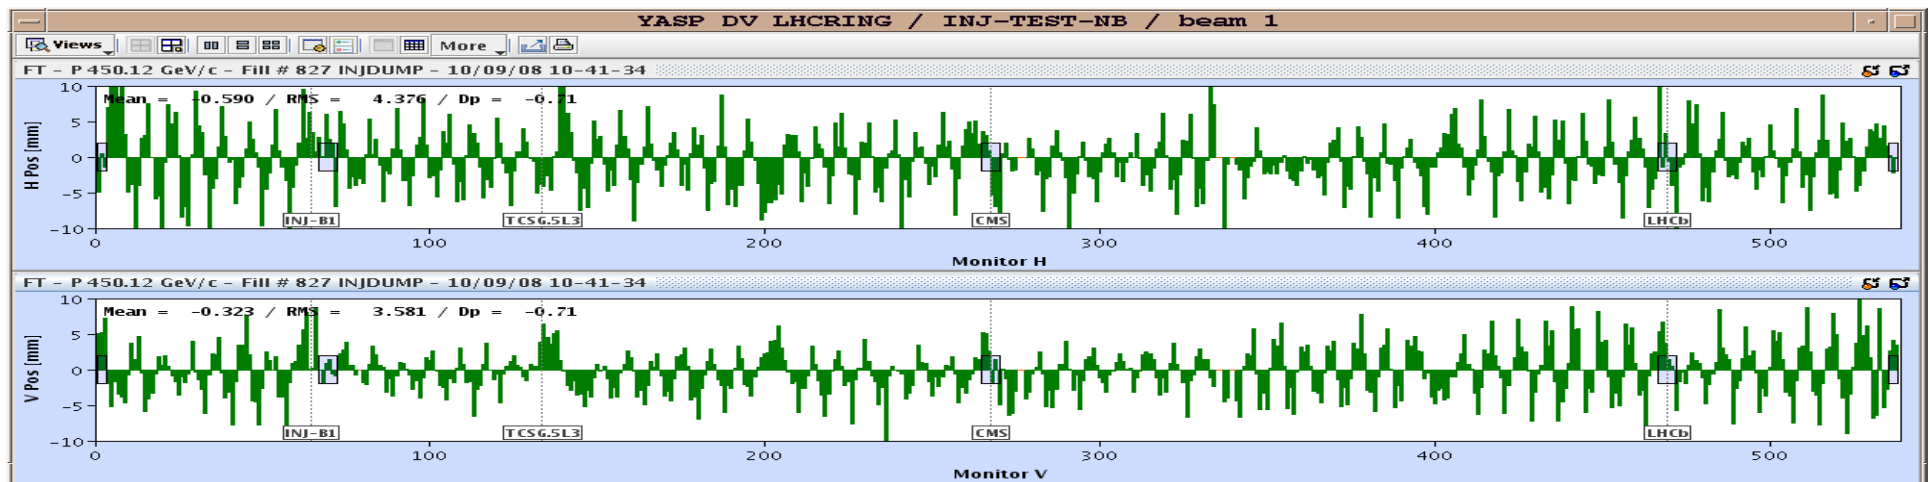 YASP DV LHCRING / INJ-TEST-NB / beam 1
Views More
FT - P 450.12 GeV/c - Fill # 827 INJDUMP - 10/09/08 10-41-34
Mean = -0.590 / RMS = 4.376 / Dp = -0.71
H Pos [mm]
10
5
0
-5
-10
INJ-B1 TCSG.5L3 CMS LHCb
0 100 200 300 400 500
Monitor H
FT - P 450.12 GeV/c - Fill # 827 INJDUMP - 10/09/08 10-41-34
Mean = -0.323 / RMS = 3.581 / Dp = -0.71
V Pos [mm]
10
5
0
-5
-10
INJ-B1 TCSG.5L3 CMS LHCb
0 100 200 300 400 500
Monitor V